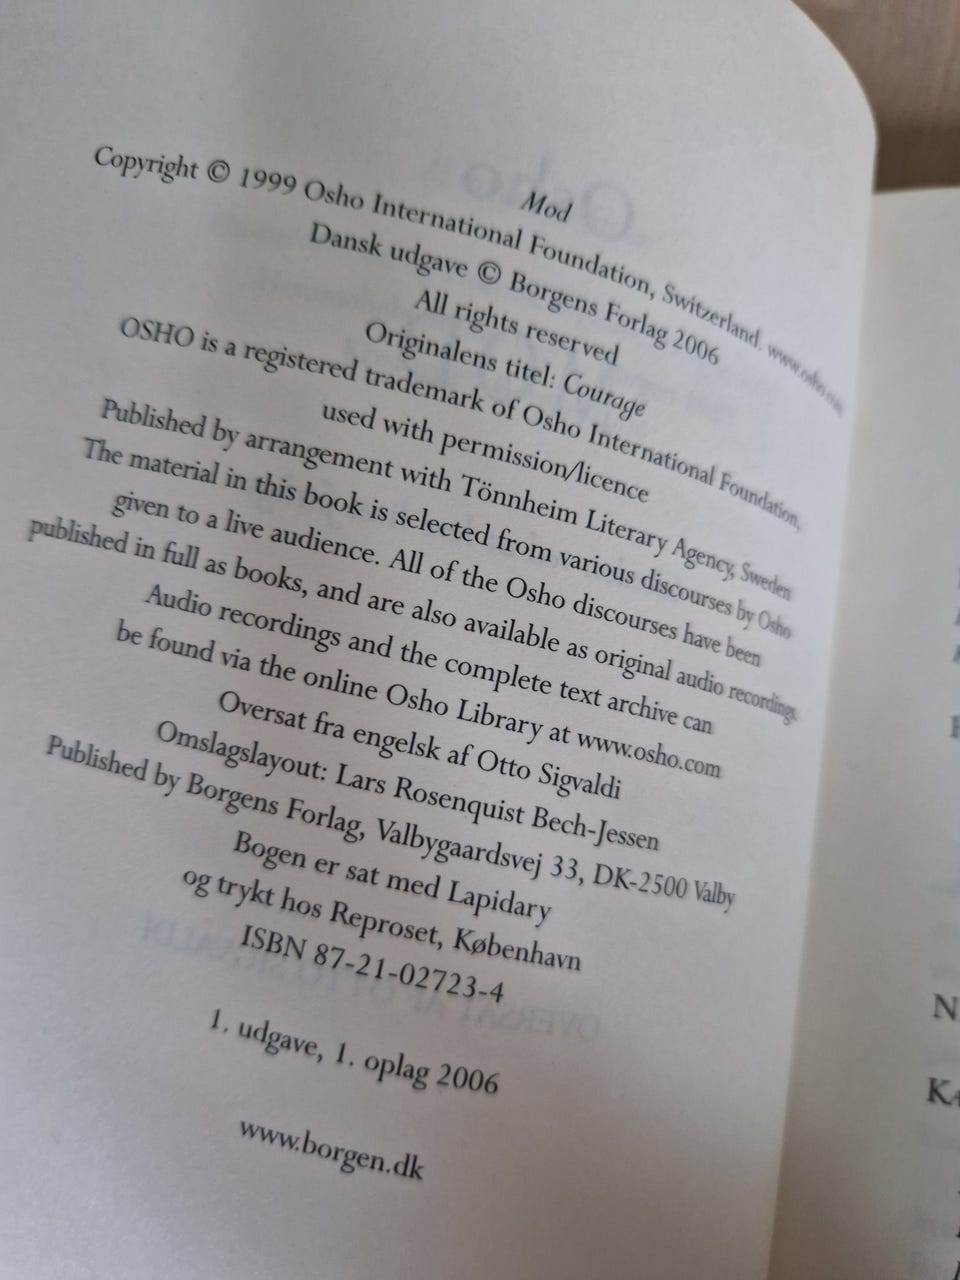 Mod
Copyright © 1999 Osho International Foundation, Switzerland. www.osho.com
Dansk udgave © Borgens Forlag 2006
All rights reserved
Originalens titel: Courage
OSHO is a registered trademark of Osho International Foundation,
used with permission/licence
Published by arrangement with Tönnheim Literary Agency, Sweden
The material in this book is selected from various discourses by Osho
given to a live audience. All of the Osho discourses have been
published in full as books, and are also available as original audio recordings
Audio recordings and the complete text archive can
be found via the online Osho Library at www.osho.com
Oversat fra engelsk af Otto Sigvaldi
Omslagslayout: Lars Rosenquist Bech-Jessen
Published by Borgens Forlag, Valbygaardsvej 33, DK-2500 Valby
Bogen er sat med Lapidary
og trykt hos Reproset, København
ISBN 87-21-02723-4
1. udgave, 1. oplag 2006
www.borgen.dk